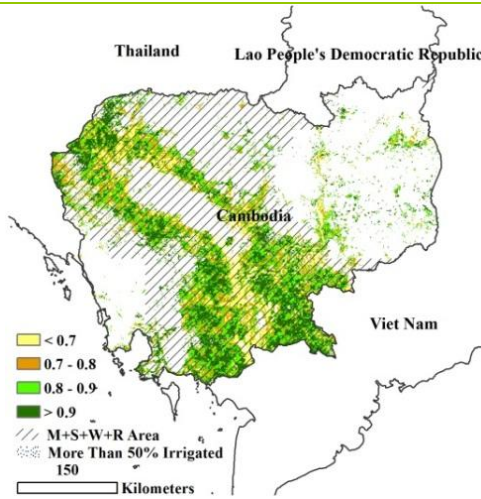 Thailand
Lao People's Democratic Republic
Cambodia
Viet Nam
< 0.7
0.7 - 0.8
0.8 - 0.9
> 0.9
M+S+W+R Area
More Than 50% Irrigated
150
Kilometers